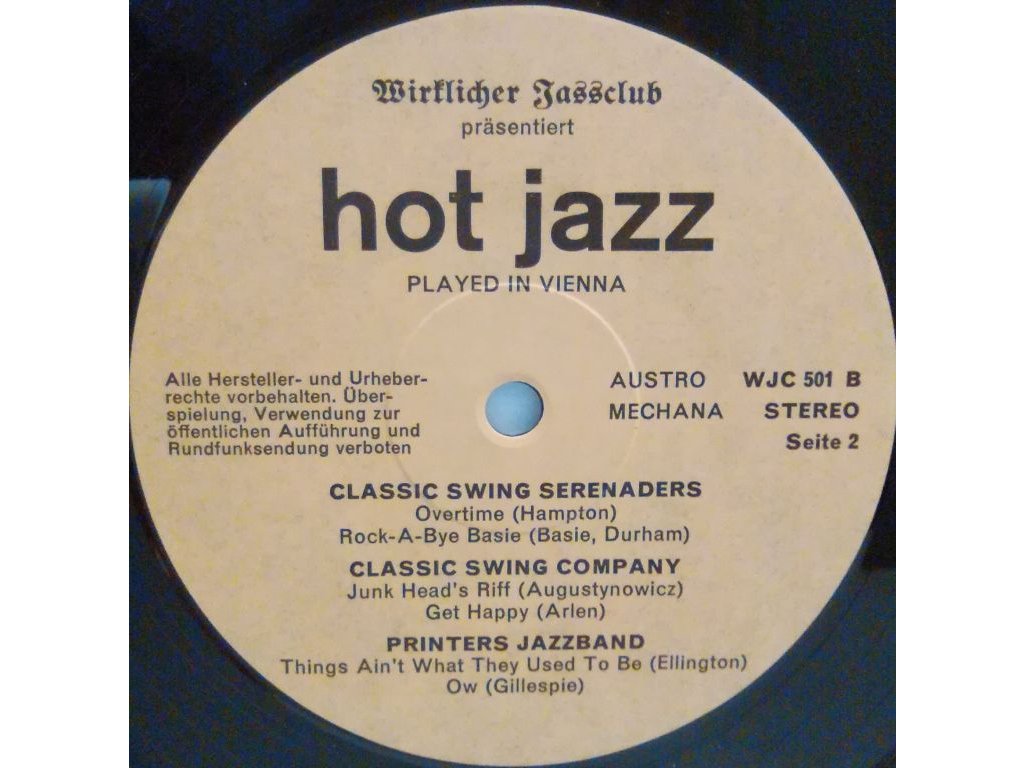 Wirklicher Jassclub
präsentiert
hot jazz
PLAYED IN VIENNA
Alle Hersteller- und Urheber-
rechte vorbehalten. Über-
spielung, Verwendung zur
öffentlichen Aufführung und
Rundfunksendung verboten
AUSTRO WJC 501 B
MECHANA STEREO
Seite 2
CLASSIC SWING SERENADERS
Overtime (Hampton)
Rock-A-Bye Basie (Basie, Durham)
CLASSIC SWING COMPANY
Junk Head's Riff (Augustynowicz)
Get Happy (Arlen)
PRINTERS JAZZBAND
Things Ain't What They Used To Be (Ellington)
Ow (Gillespie)